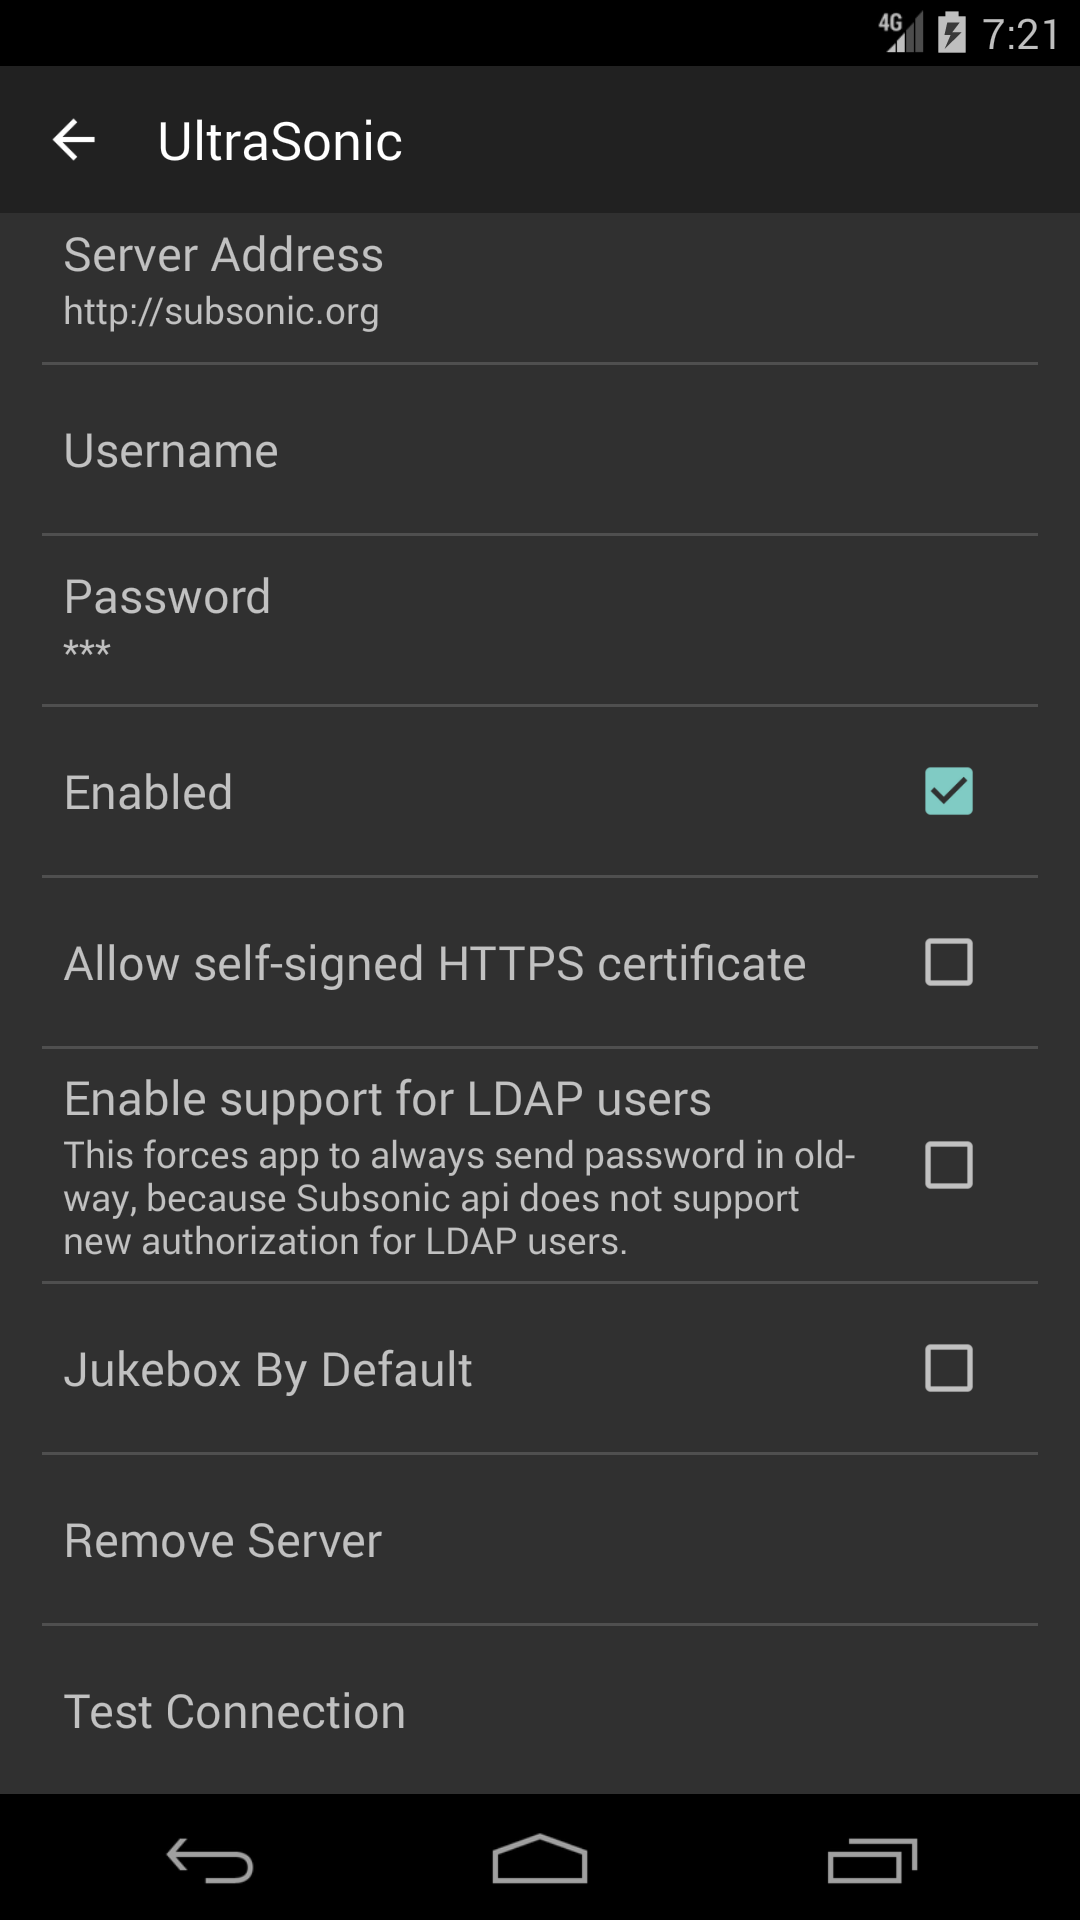 4G 7:21
UltraSonic
Server Address
http://subsonic.org
Username
Password
***
Enabled
Allow self-signed HTTPS certificate
Enable support for LDAP users
This forces app to always send password in old-
way, because Subsonic api does not support
new authorization for LDAP users.
Jukebox By Default
Remove Server
Test Connection